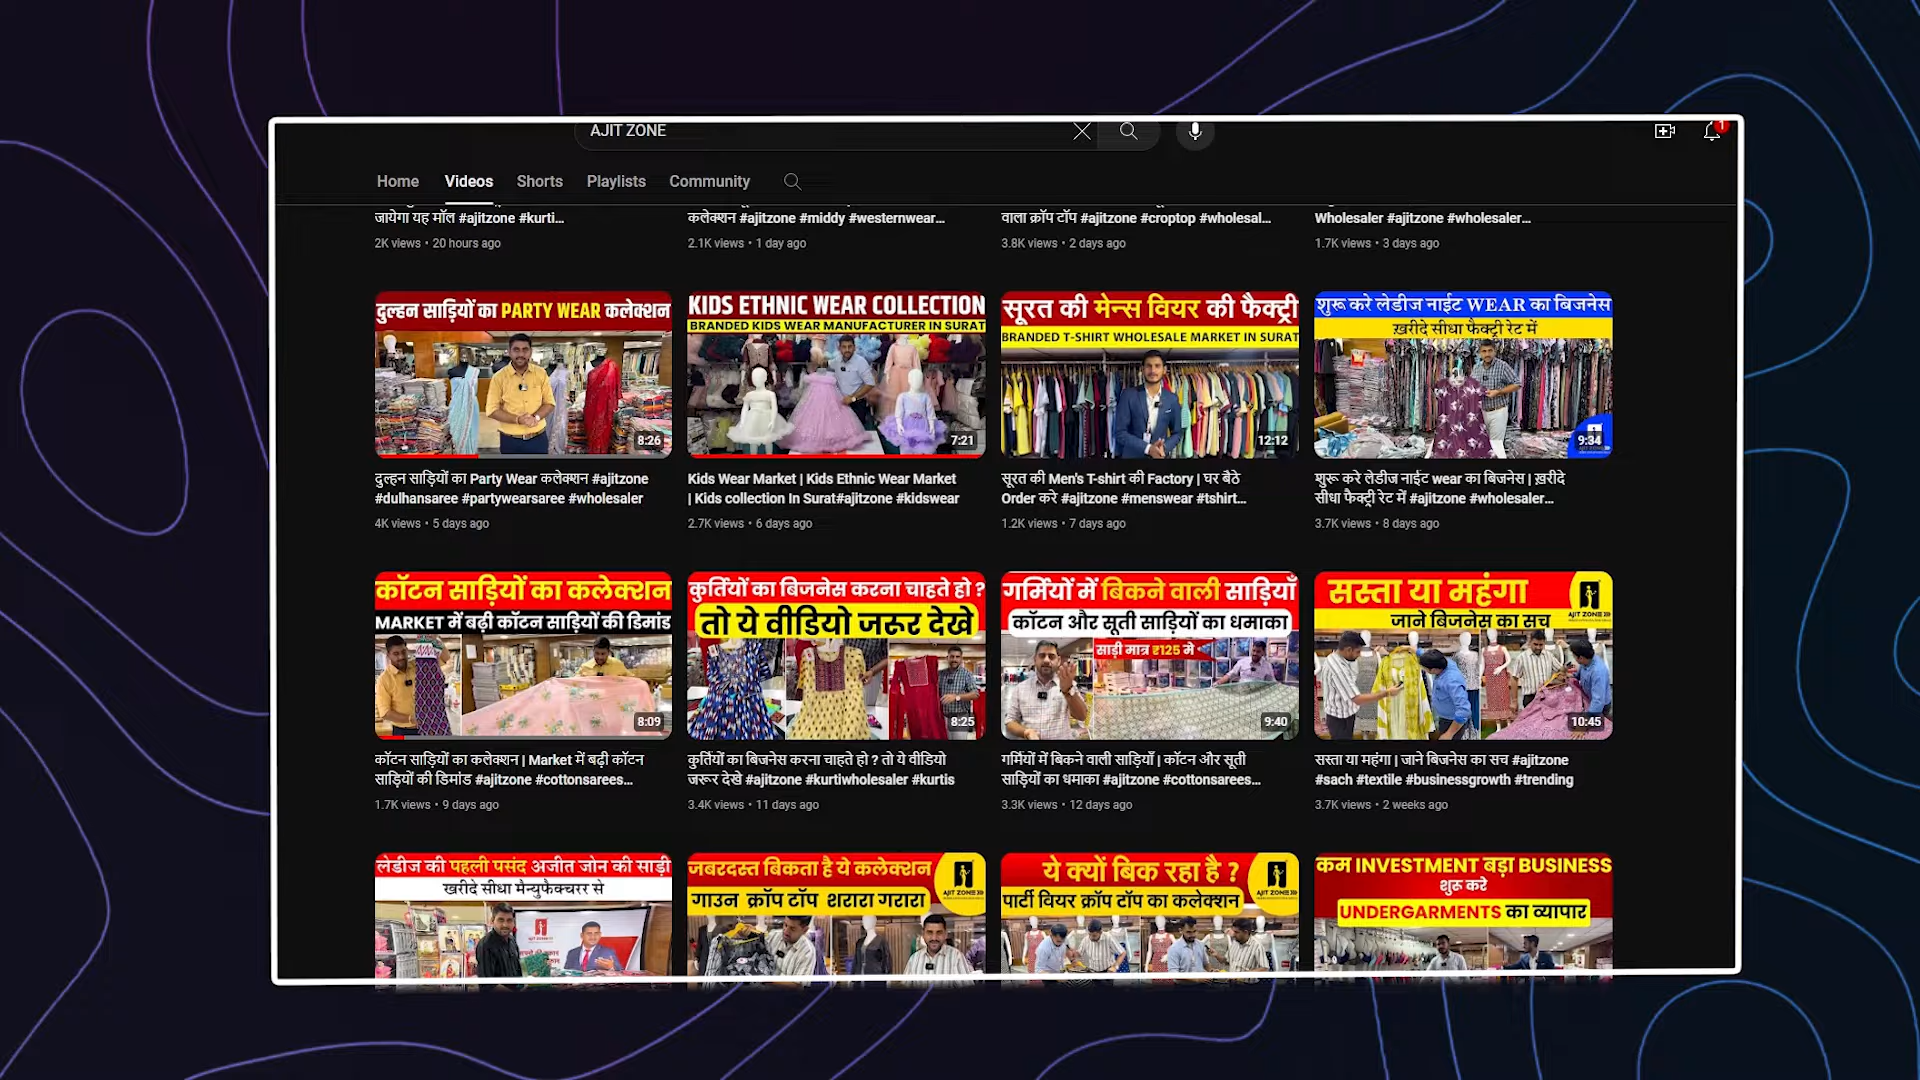 AJIT ZONE
1
Home Videos Shorts Playlists Community
जायेगा यह मॉल #ajitzone #kurti...
2K views • 20 hours ago
कलेक्शन #ajitzone #middy #westernwear...
2.1K views • 1 day ago
वाला क्रॉप टॉप #ajitzone #croptop #wholesal...
3.8K views • 2 days ago
Wholesaler #ajitzone #wholesaler...
1.7K views • 3 days ago
दुल्हन साड़ियों का PARTY WEAR कलेक्शन
8:26
दुल्हन साड़ियों का Party Wear कलेक्शन #ajitzone
#dulhansaree #partywearsaree #wholesaler
4K views • 5 days ago
KIDS ETHNIC WEAR COLLECTION
BRANDED KIDS WEAR MANUFACTURER IN SURAT
7:21
Kids Wear Market | Kids Ethnic Wear Market
| Kids collection In Surat#ajitzone #kidswear
2.7K views • 6 days ago
सूरत की मेन्स वियर की फैक्ट्री
BRANDED T-SHIRT WHOLESALE MARKET IN SURAT
12:12
सूरत की Men's T-shirt की Factory | घर बैठे
Order करे #ajitzone #menswear #tshirt...
1.2K views • 7 days ago
शुरू करे लेडीज नाईट WEAR का बिजनेस
ख़रीदे सीधा फैक्ट्री रेट में
9:34
शुरू करे लेडीज नाईट wear का बिजनेस | ख़रीदे
सीधा फैक्ट्री रेट में #ajitzone #wholesaler...
3.7K views • 8 days ago
कॉटन साड़ियों का कलेक्शन
MARKET में बढ़ी कॉटन साड़ियों की डिमांड
8:09
कॉटन साड़ियों का कलेक्शन | Market में बढ़ी कॉटन
साड़ियों की डिमांड #ajitzone #cottonsarees...
1.7K views • 9 days ago
कुर्तियों का बिजनेस करना चाहते हो ?
तो ये वीडियो जरूर देखे
8:25
कुर्तियों का बिजनेस करना चाहते हो ? तो ये वीडियो
जरूर देखे #ajitzone #kurtiwholesaler #kurtis
3.4K views • 11 days ago
गर्मियों में बिकने वाली साड़ियाँ
कॉटन और सूती साड़ियों का धमाका
साड़ी मात्र ₹125 मे
9:40
गर्मियों में बिकने वाली साड़ियाँ | कॉटन और सूती
साड़ियों का धमाका #ajitzone #cottonsarees...
3.3K views • 12 days ago
सस्ता या महंगा
जाने बिजनेस का सच
AJIT ZONE
10:45
सस्ता या महंगा | जाने बिजनेस का सच #ajitzone
#sach #textile #businessgrowth #trending
3.7K views • 2 weeks ago
लेडीज की पहली पसंद अजीत जोन की साड़ी
खरीदे सीधा मैन्युफैक्चरर से
जबरदस्त बिकता है ये कलेक्शन
गाउन क्रॉप टॉप शरारा गरारा
AJIT ZONE
ये क्यों बिक रहा है ?
पार्टी वियर क्रॉप टॉप का कलेक्शन
AJIT ZONE
कम INVESTMENT बड़ा BUSINESS
शुरू करे
UNDERGARMENTS का व्यापार